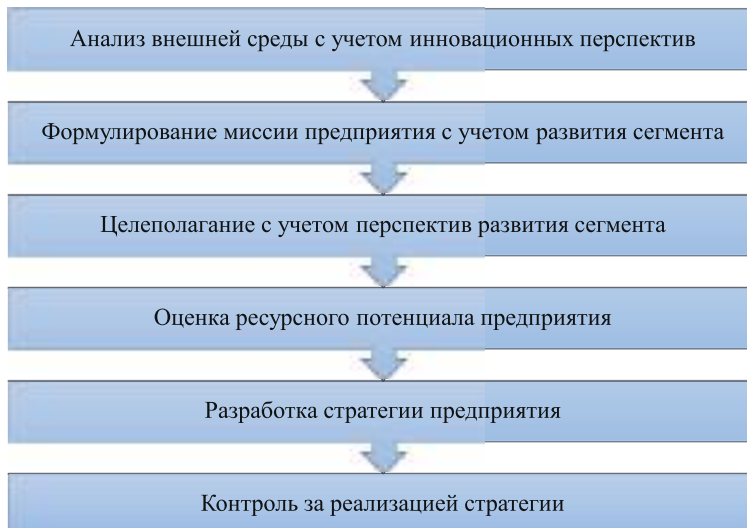 Анализ внешней среды с учетом инновационных перспектив
Формулирование миссии предприятия с учетом развития сегмента
Целеполагание с учетом перспектив развития сегмента
Оценка ресурсного потенциала предприятия
Разработка стратегии предприятия
Контроль за реализацией стратегии